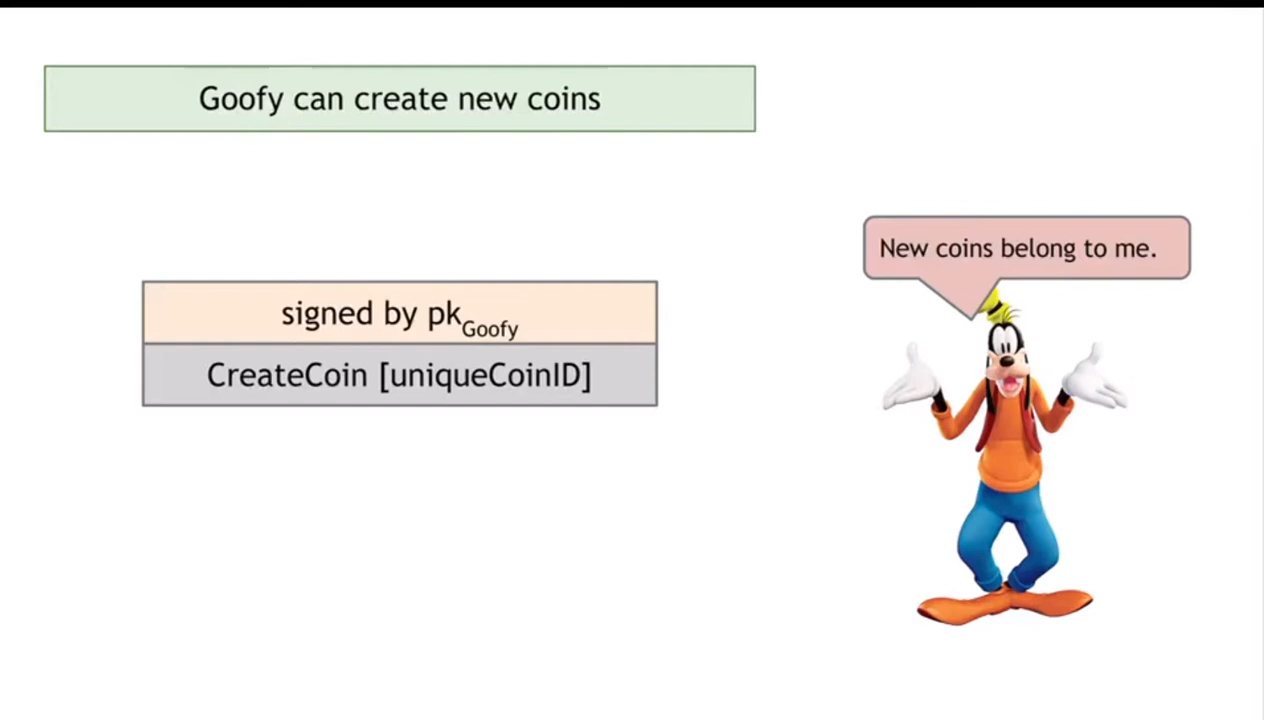 Goofy can create new coins
New coins belong to me.
signed by pkGoofy
CreateCoin [uniqueCoinID]